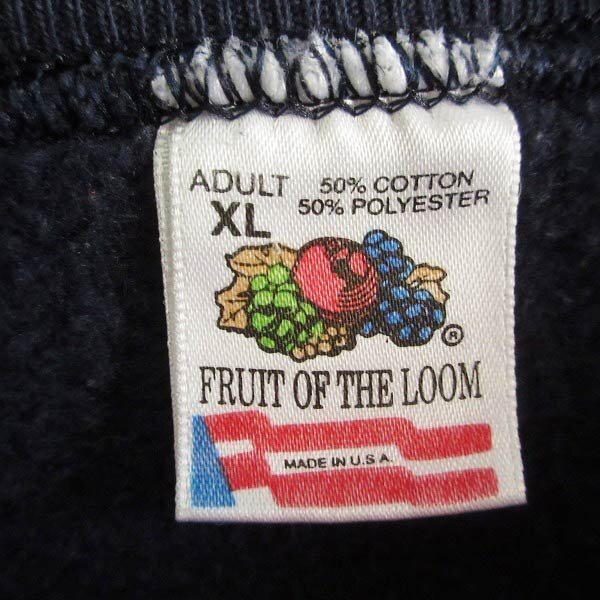 ADULT 50% COTTON
XL 50% POLYESTER
®
FRUIT OF THE LOOM
MADE IN U.S.A.